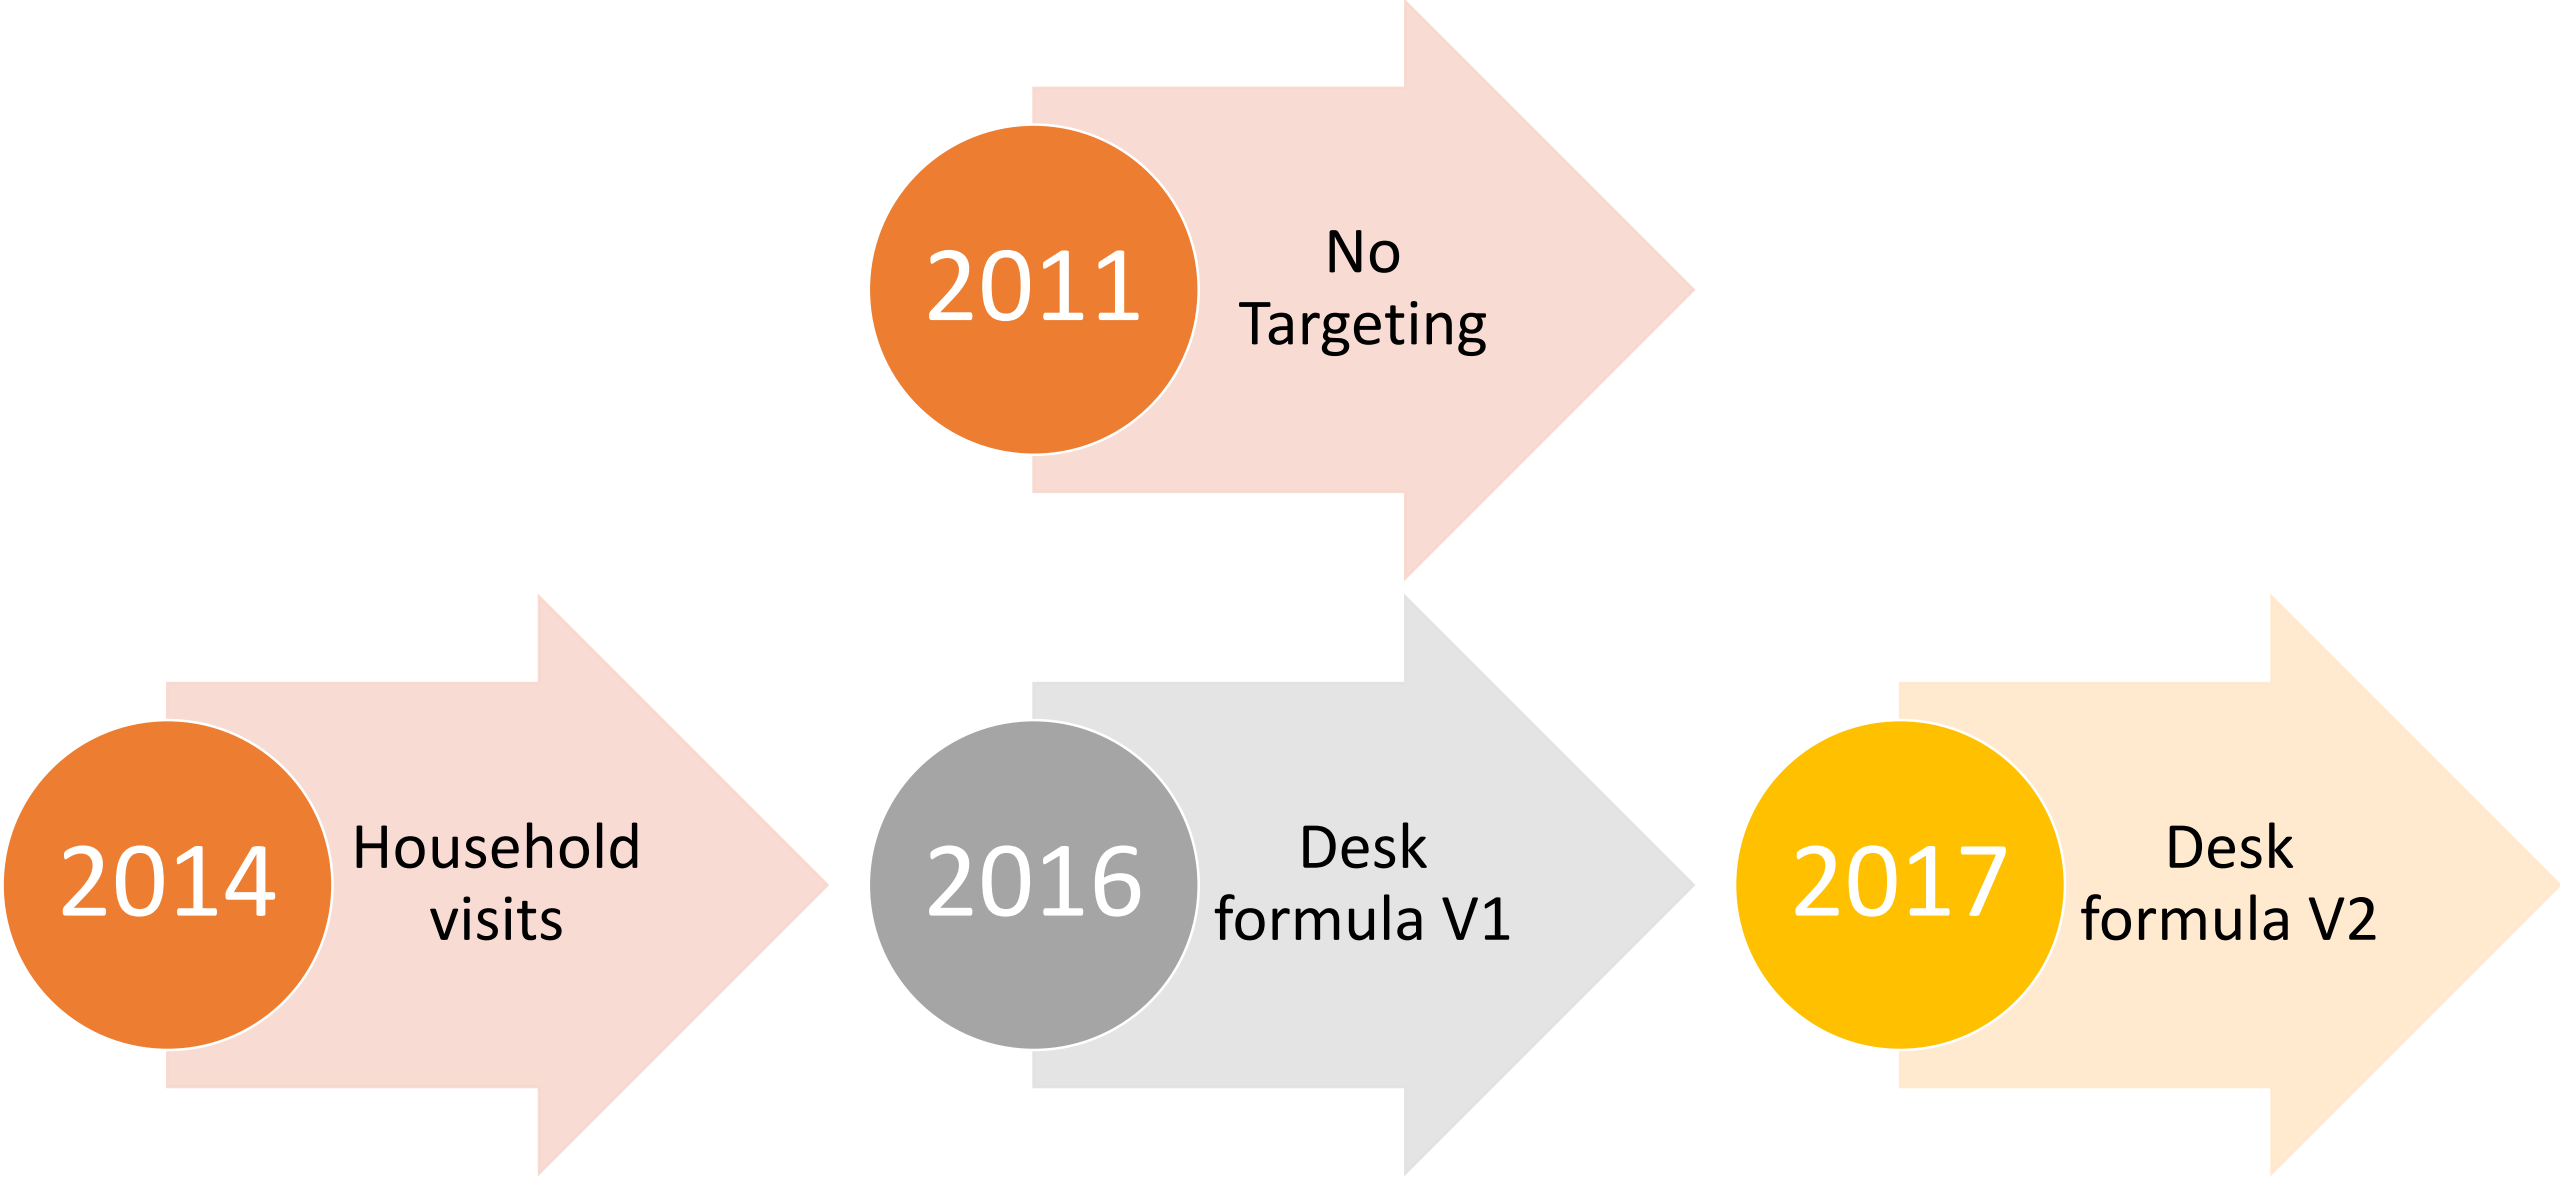 2011
No
Targeting
2014
Household
visits
2016
Desk
formula V1
2017
Desk
formula V2